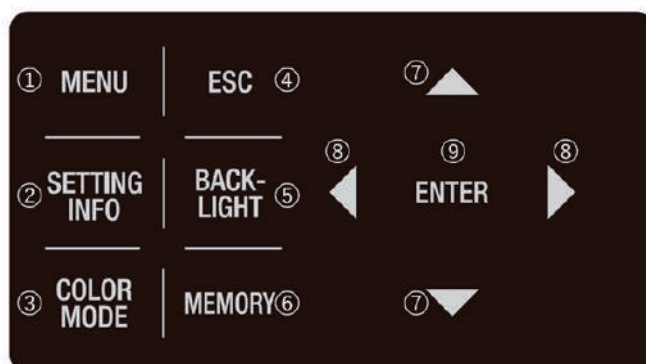 ① MENU
ESC ④
⑦
② SETTING
INFO
BACK-
LIGHT ⑤
⑧
⑨
ENTER
⑧
③ COLOR
MODE
MEMORY⑥
⑦